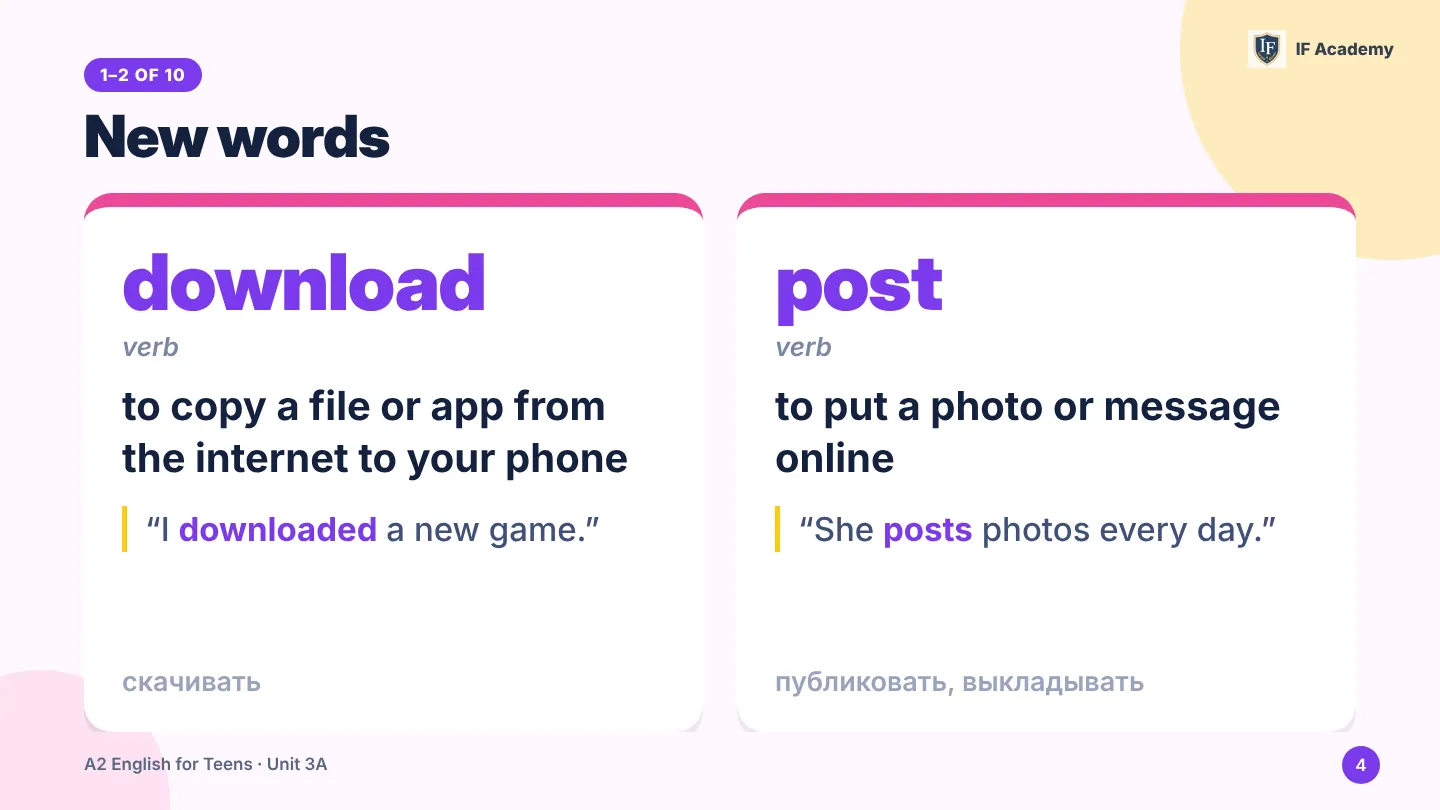 IF
IF Academy
1–2 OF 10
New words
download
verb
to copy a file or app from
the internet to your phone
“I downloaded a new game.”
скачивать
post
verb
to put a photo or message
online
“She posts photos every day.”
публиковать, выкладывать
A2 English for Teens · Unit 3A
4